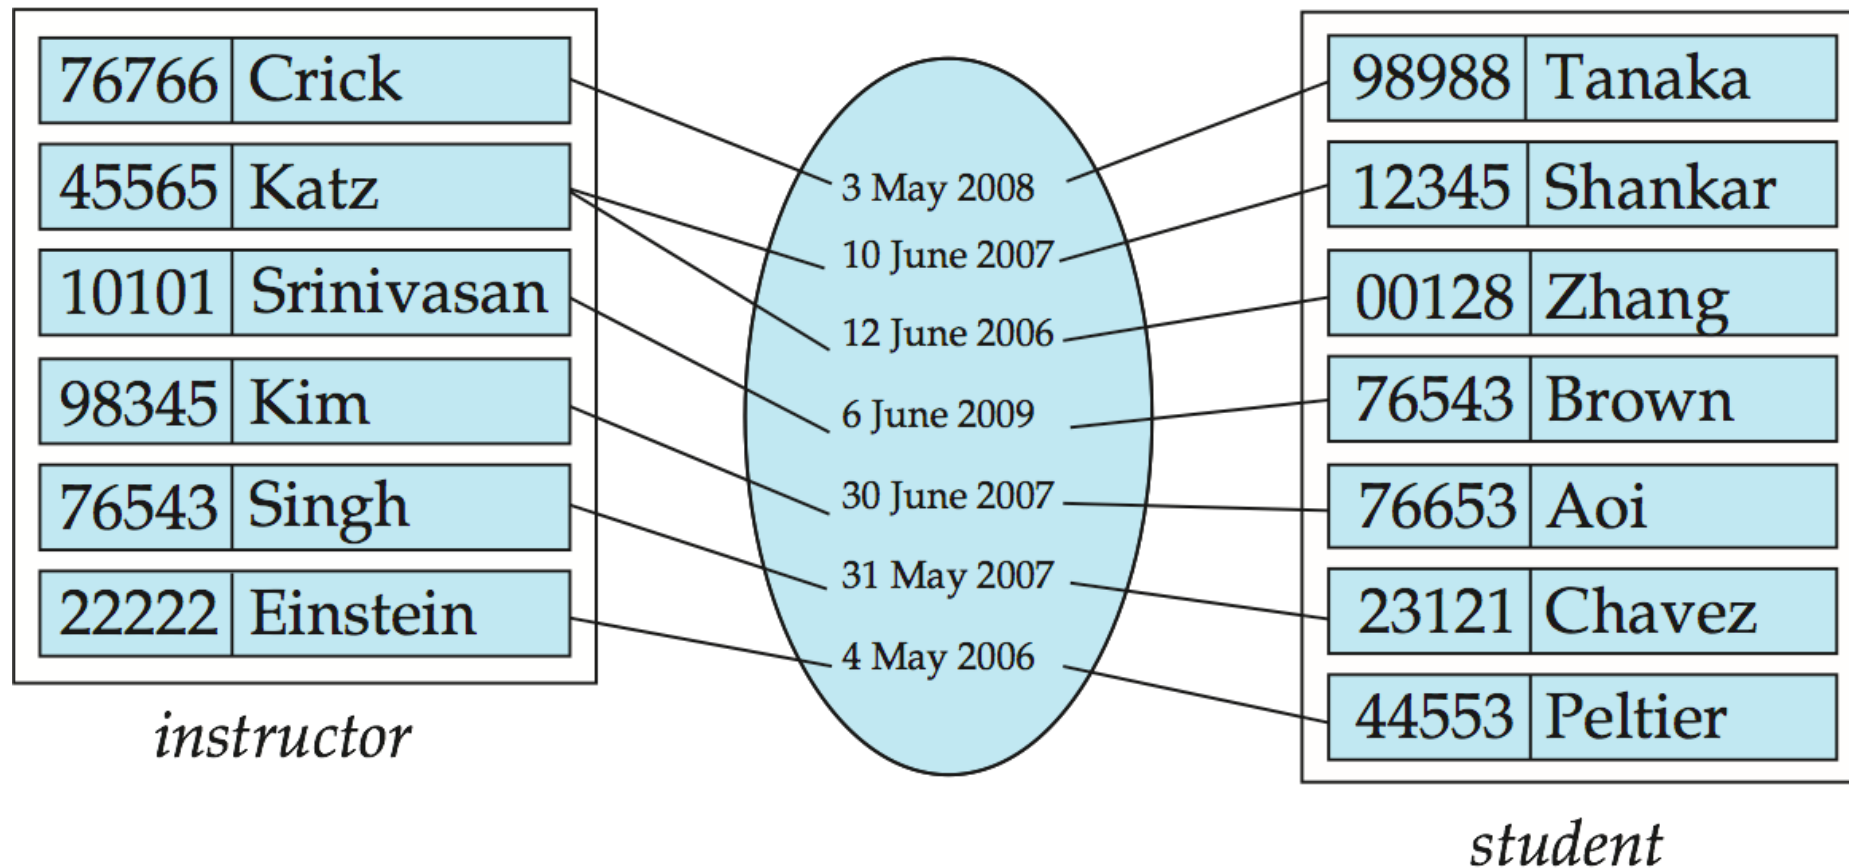 76766 Crick
45565 Katz
10101 Srinivasan
98345 Kim
76543 Singh
22222 Einstein
instructor
3 May 2008
10 June 2007
12 June 2006
6 June 2009
30 June 2007
31 May 2007
4 May 2006
98988 Tanaka
12345 Shankar
00128 Zhang
76543 Brown
76653 Aoi
23121 Chavez
44553 Peltier
student